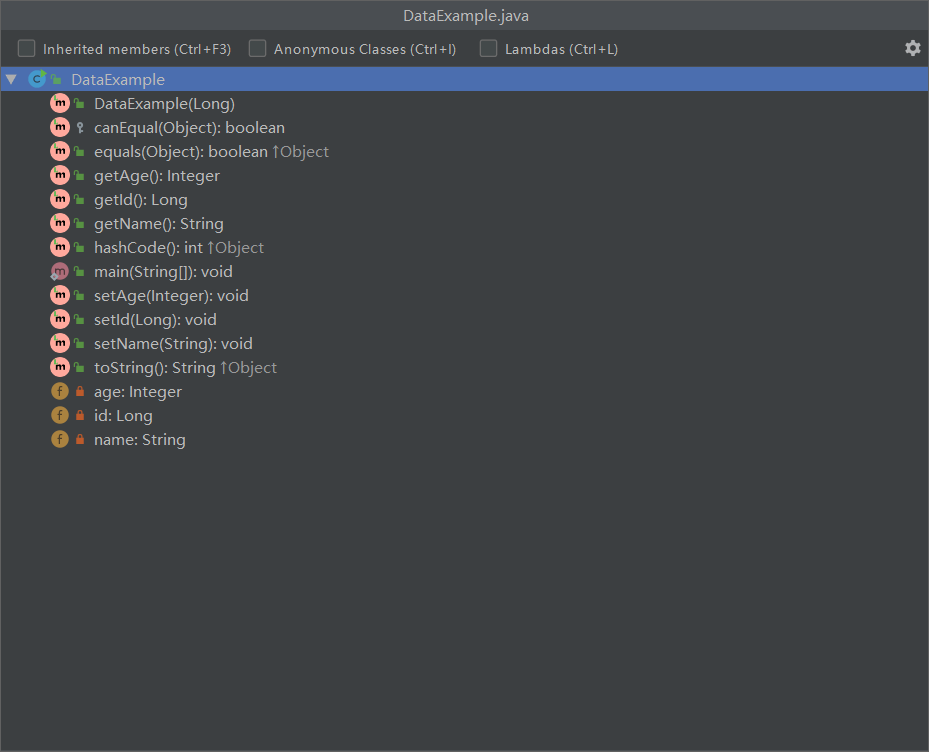 DataExample.java
Inherited members (Ctrl+F3) Anonymous Classes (Ctrl+I) Lambdas (Ctrl+L)
DataExample
DataExample(Long)
canEqual(Object): boolean
equals(Object): boolean ↑Object
getAge(): Integer
getId(): Long
getName(): String
hashCode(): int ↑Object
main(String[]): void
setAge(Integer): void
setId(Long): void
setName(String): void
toString(): String ↑Object
age: Integer
id: Long
name: String